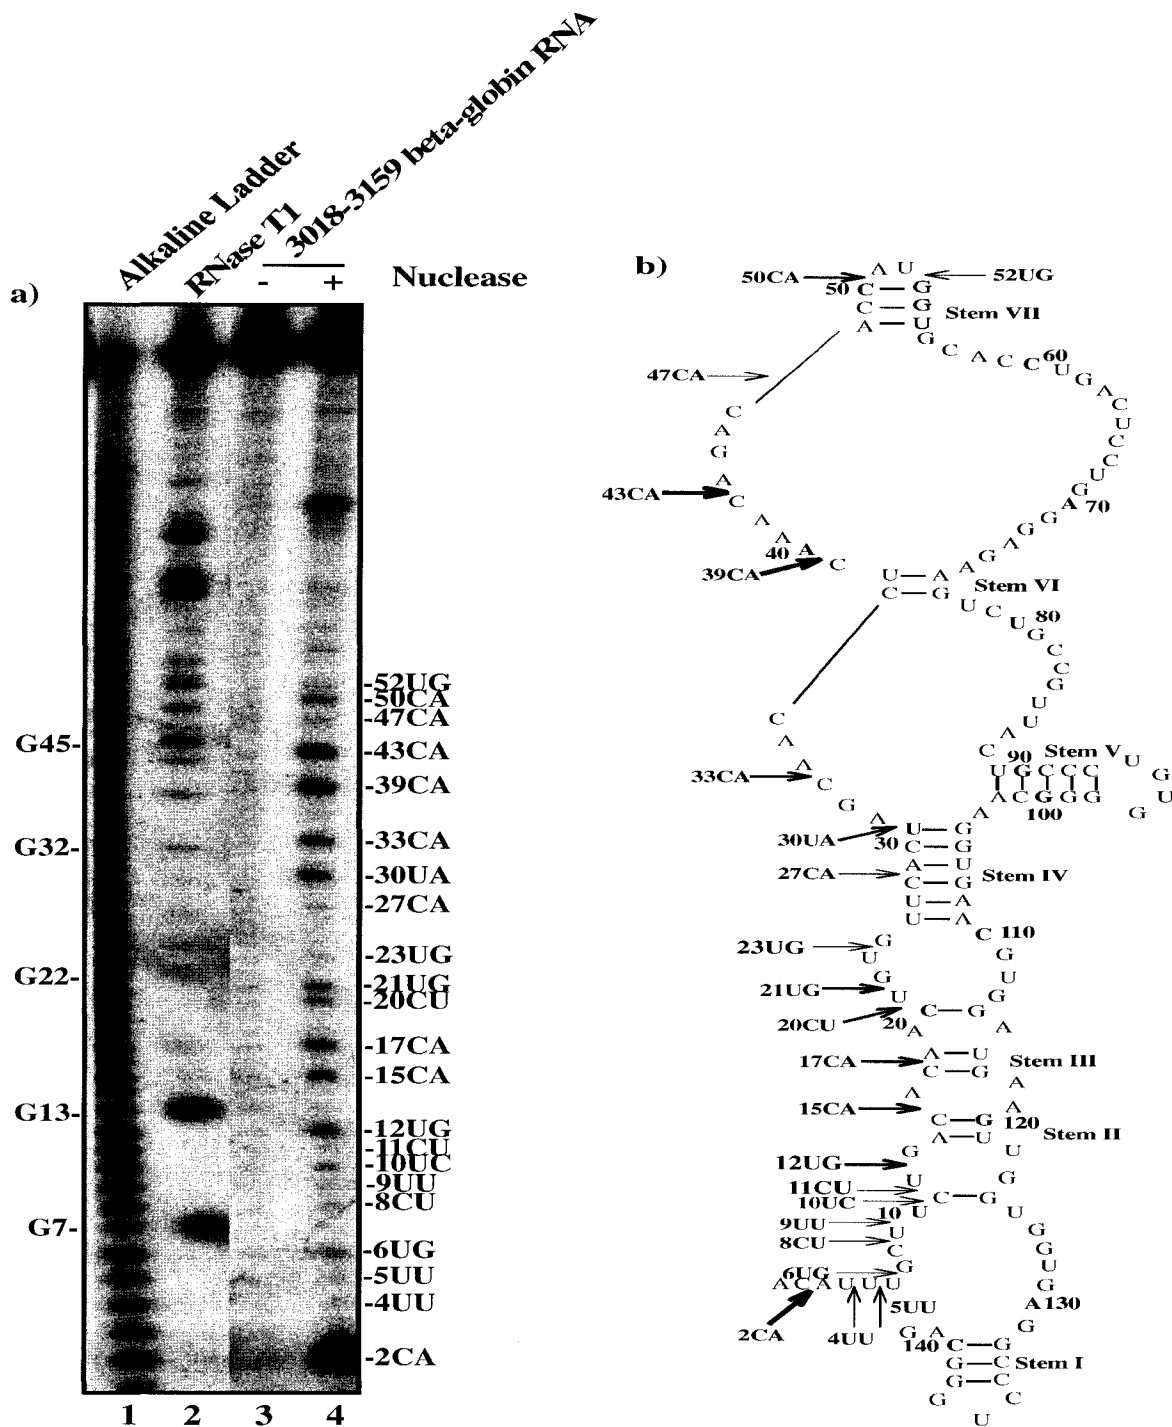 a)
Alkaline Ladder
RNase T1
3018-3159 beta-globin RNA
- + Nuclease
G45-
G32-
G22-
G13-
G7-
-52UG
-50CA
-47CA
-43CA
-39CA
-33CA
-30UA
-27CA
-23UG
-21UG
-20CU
-17CA
-15CA
-12UG
-11CU
-10UC
-9UU
-8CU
-6UG
-5UU
-4UU
-2CA
1 2 3 4
b)
50CA
A U
52UG
50 C G
C G
A U
Stem VII
G C A C C 60 U G A C U C C U G A 70 G G A G A
47CA
C A G A C A A A C
43CA
40
39CA
U A
C G
Stem VI
U C U 80 G C C G U U A C
C A A C G A
33CA
90
Stem V
U G C C C U G U G
A C G G G
100
A
30UA
30
U G
C G
A U
C G
U A
U A
27CA
Stem IV
C 110 G U G G A
23UG
G U G U
21UG
20CU
20
C G
A
17CA
A U
C G
Stem III
A
A
15CA
A
C G 120
A U
Stem II
U G G U G G U G A 130 G
12UG
G
U
11CU
10UC
10 U C G
9UU
8CU
6UG
U C G
A C A U U U
5UU
2CA
4UU
G A 140
C G
G C
G C
Stem I
G U C